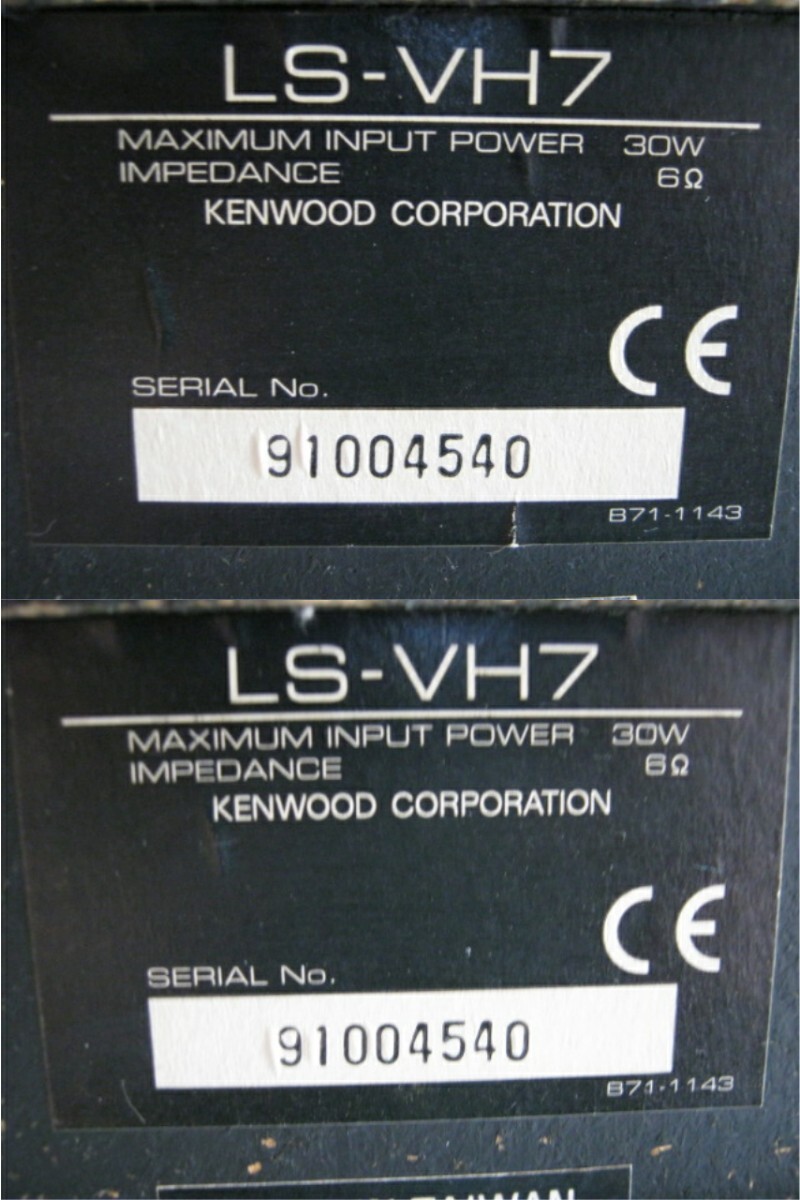 LS-VH7
MAXIMUM INPUT POWER 30W
IMPEDANCE 6Ω
KENWOOD CORPORATION
CE
SERIAL No.
91004540
B71-1143
LS-VH7
MAXIMUM INPUT POWER 30W
IMPEDANCE 6Ω
KENWOOD CORPORATION
CE
SERIAL No.
91004540
B71-1143